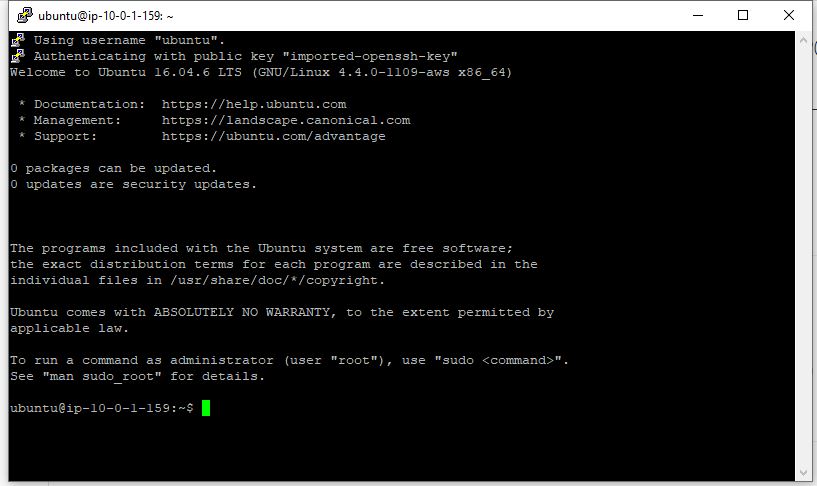 ubuntu@ip-10-0-1-159: ~
Using username "ubuntu".
Authenticating with public key "imported-openssh-key"
Welcome to Ubuntu 16.04.6 LTS (GNU/Linux 4.4.0-1109-aws x86_64)
* Documentation:  https://help.ubuntu.com
* Management:     https://landscape.canonical.com
* Support:        https://ubuntu.com/advantage
0 packages can be updated.
0 updates are security updates.
The programs included with the Ubuntu system are free software;
the exact distribution terms for each program are described in the
individual files in /usr/share/doc/*/copyright.
Ubuntu comes with ABSOLUTELY NO WARRANTY, to the extent permitted by
applicable law.
To run a command as administrator (user "root"), use "sudo <command>".
See "man sudo_root" for details.
ubuntu@ip-10-0-1-159:~$